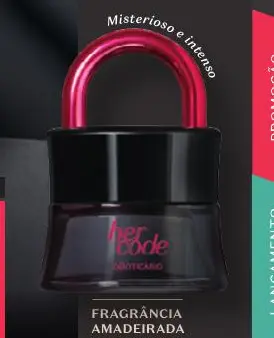 Misterioso e intenso
her
code
O BOTICÁRIO
FRAGRÂNCIA
AMADEIRADA
PROMOÇÃO
LANÇAMENTO